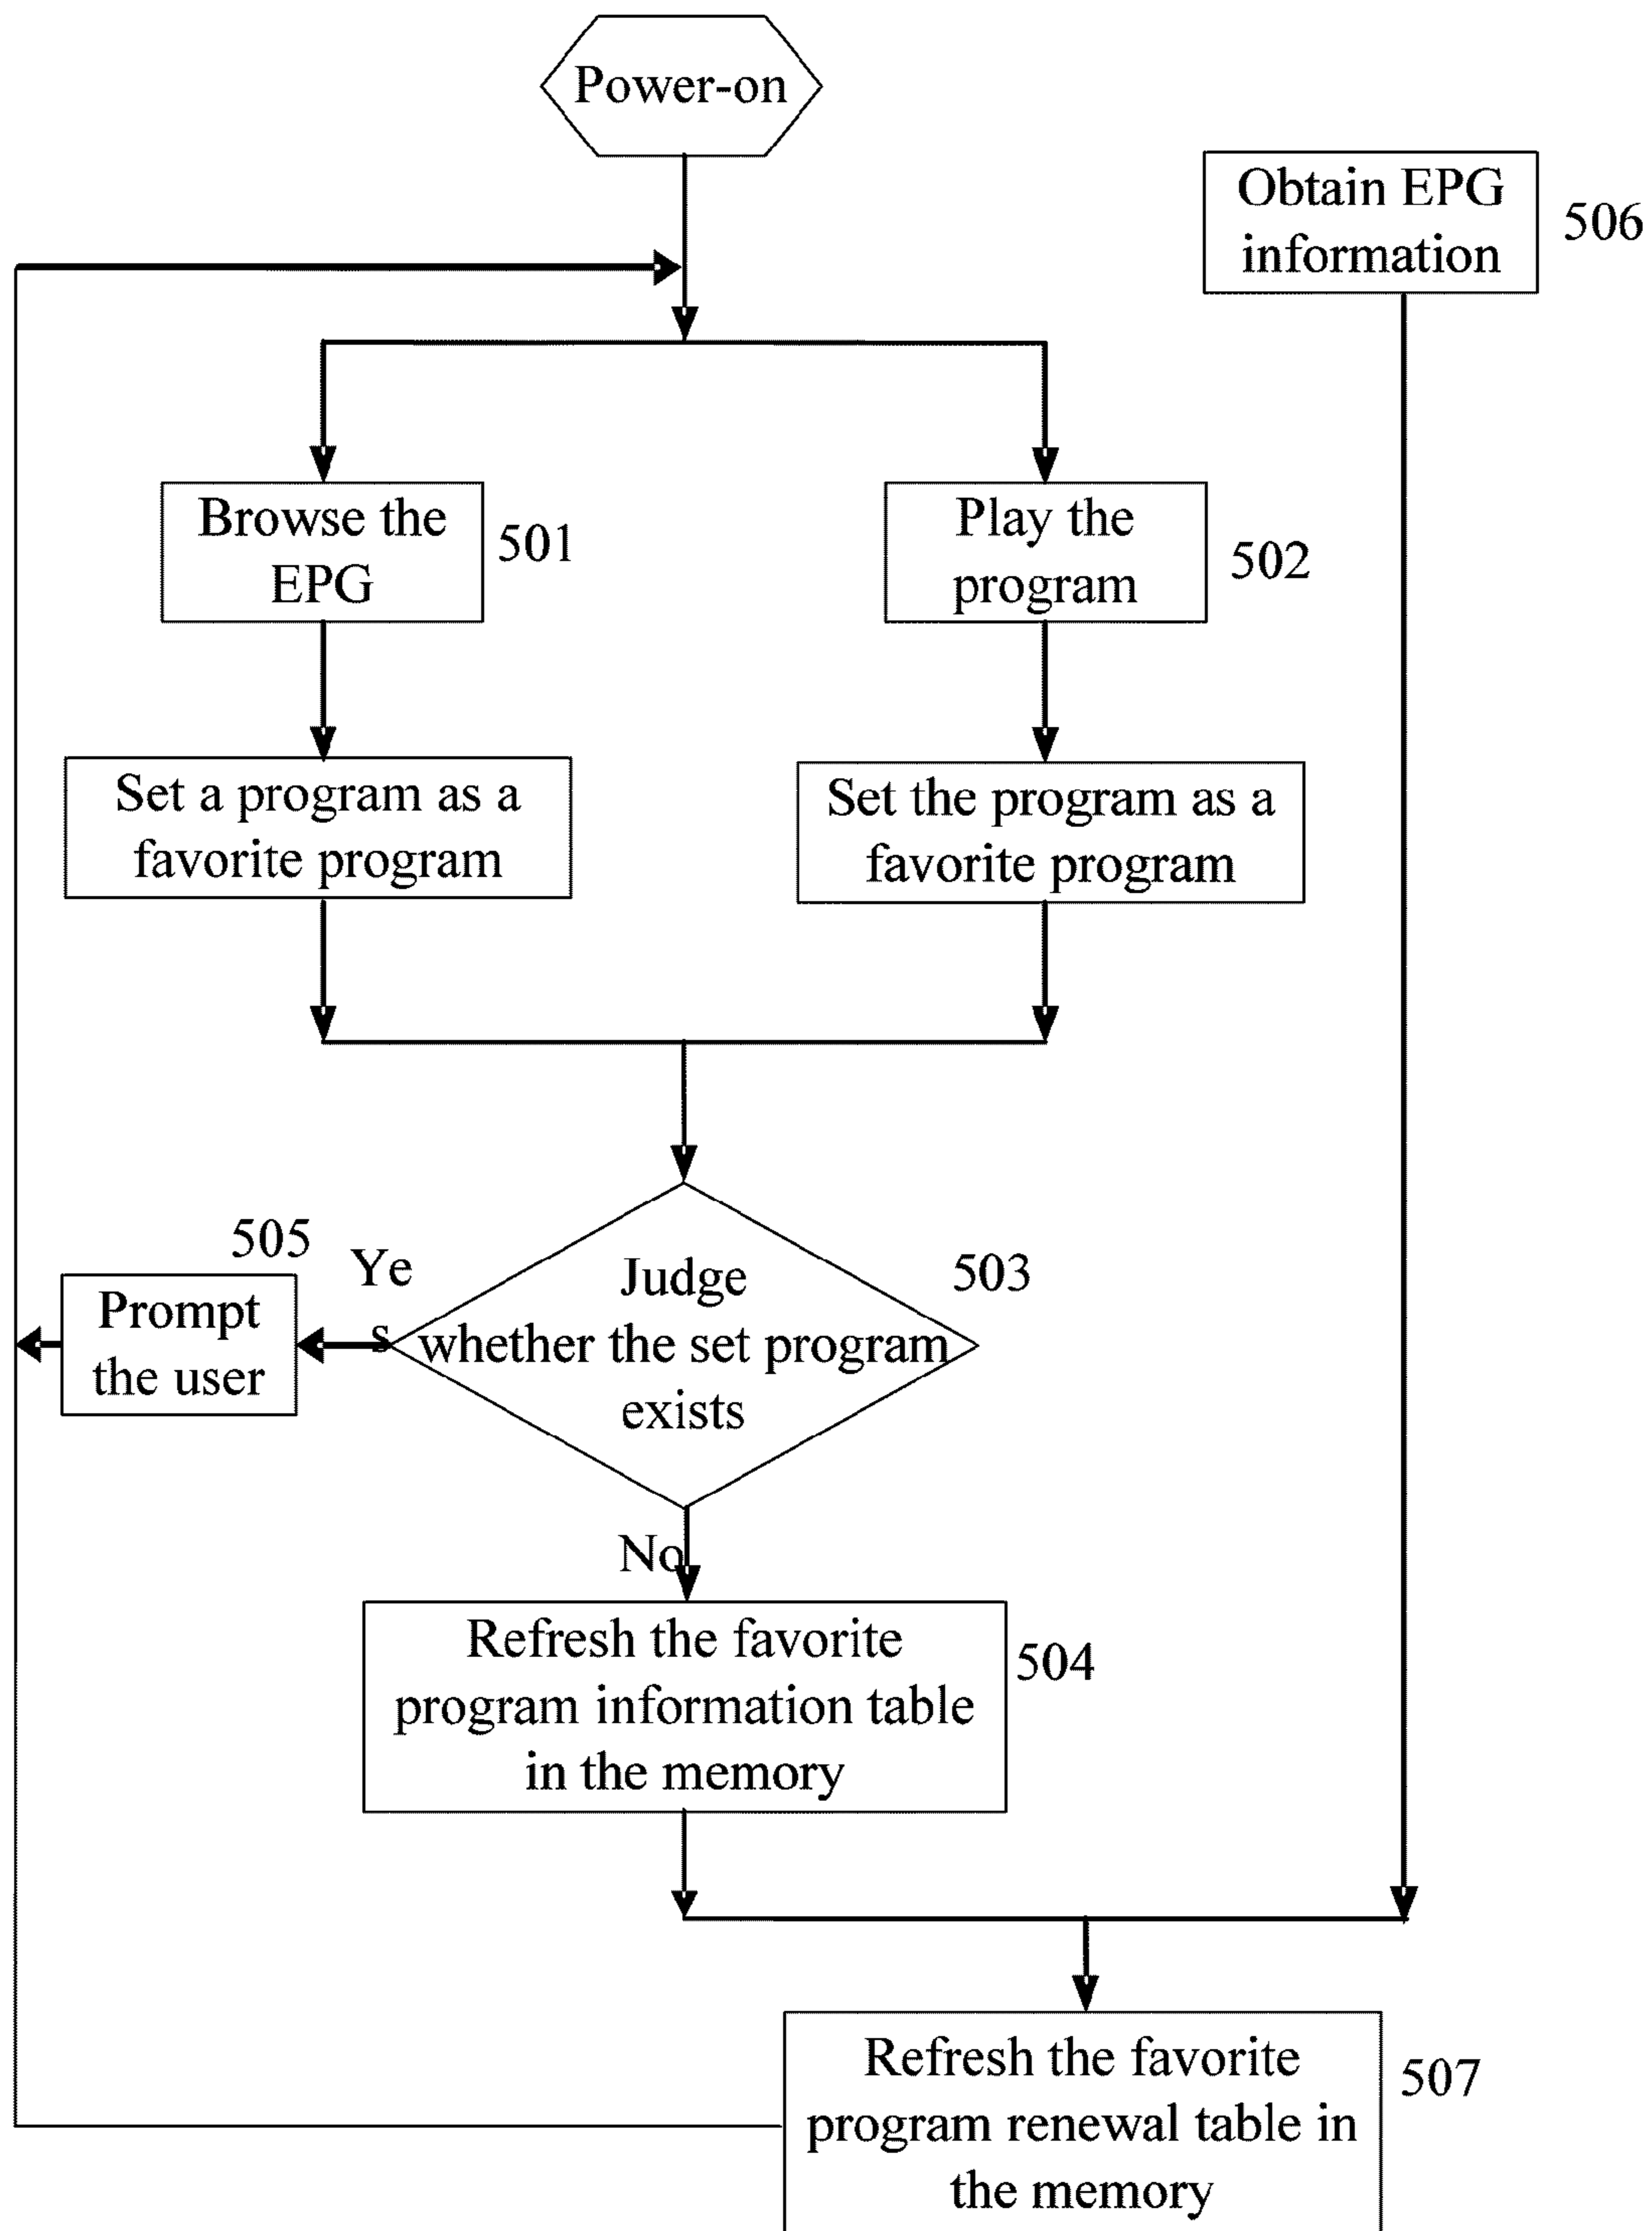 Power-on
Obtain EPG
information
506
Browse the
EPG
501
Play the
program
502
Set a program as a
favorite program
Set the program as a
favorite program
505
Ye
s
Prompt
the user
Judge
whether the set program
exists
503
No
Refresh the favorite
program information table
in the memory
504
Refresh the favorite
program renewal table in
the memory
507